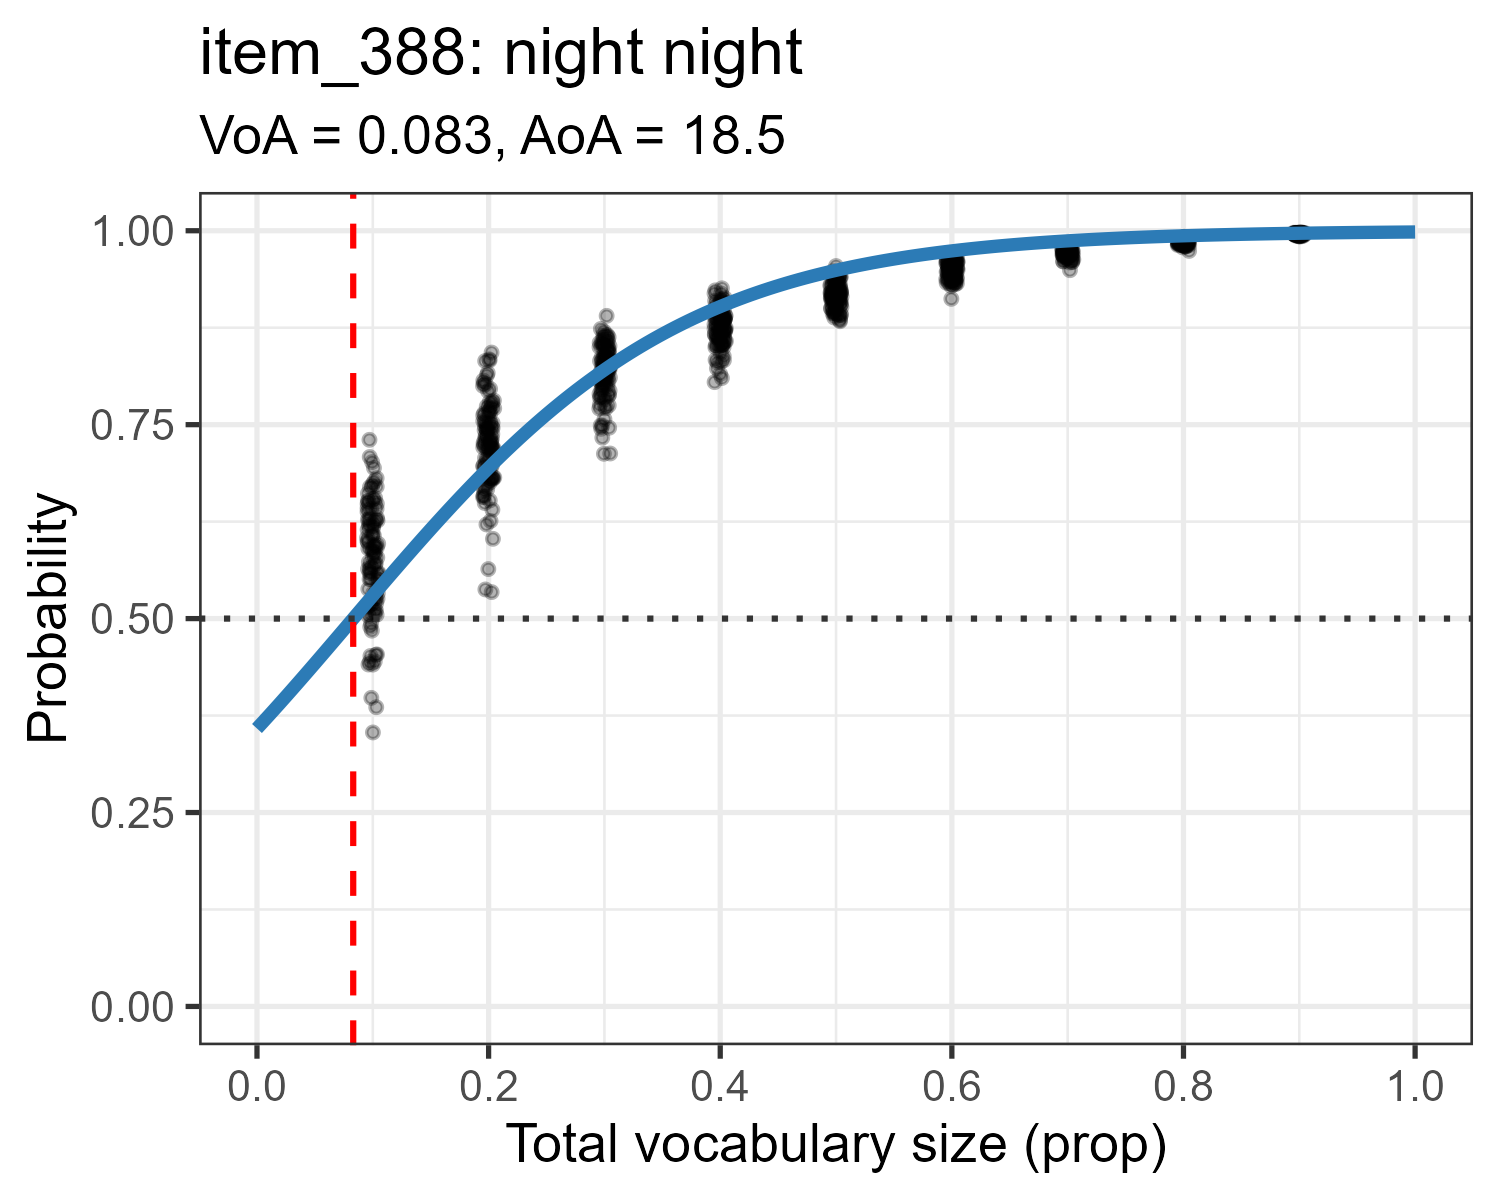 item_388: night night
VoA = 0.083, AoA = 18.5
Probability
1.00
0.75
0.50
0.25
0.00
0.0 0.2 0.4 0.6 0.8 1.0
Total vocabulary size (prop)